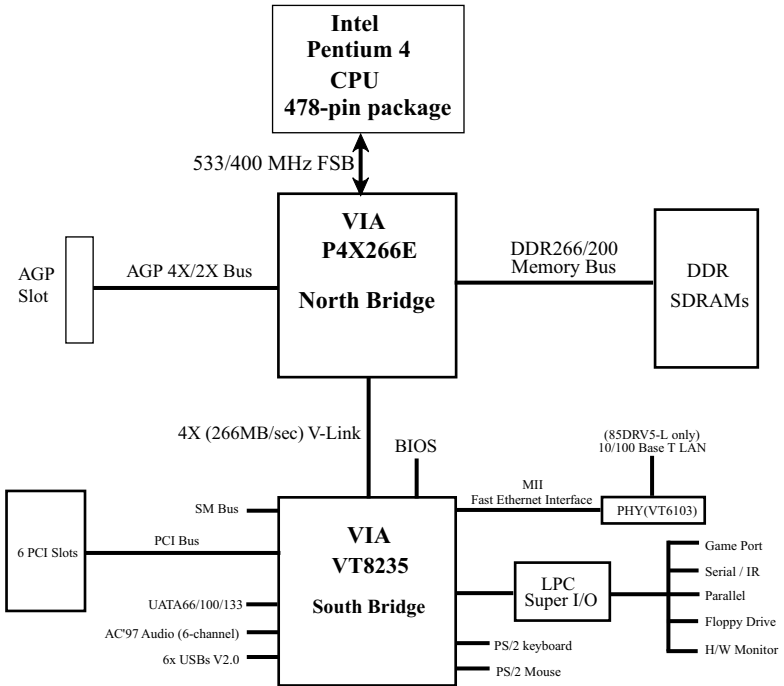 Intel
Pentium 4
CPU
478-pin package
533/400 MHz FSB
VIA
P4X266E
North Bridge
AGP
Slot
AGP 4X/2X Bus
DDR266/200
Memory Bus
DDR
SDRAMs
4X (266MB/sec) V-Link
BIOS
(85DRV5-L only)
10/100 Base T LAN
MII
Fast Ethernet Interface
PHY(VT6103)
SM Bus
6 PCI Slots
PCI Bus
VIA
VT8235
South Bridge
UATA66/100/133
AC'97 Audio (6-channel)
6x USBs V2.0
LPC
Super I/O
Game Port
Serial / IR
Parallel
Floppy Drive
H/W Monitor
PS/2 keyboard
PS/2 Mouse